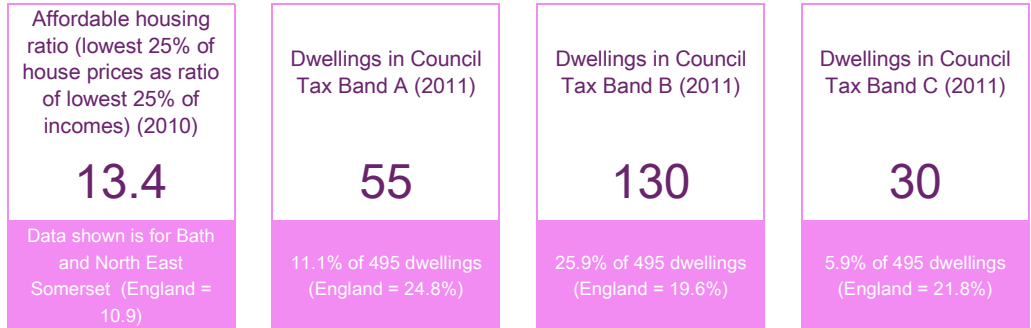 Affordable housing
ratio (lowest 25% of
house prices as ratio
of lowest 25% of
incomes) (2010)
13.4
Data shown is for Bath
and North East
Somerset (England =
10.9)
Dwellings in Council
Tax Band A (2011)
55
11.1% of 495 dwellings
(England = 24.8%)
Dwellings in Council
Tax Band B (2011)
130
25.9% of 495 dwellings
(England = 19.6%)
Dwellings in Council
Tax Band C (2011)
30
5.9% of 495 dwellings
(England = 21.8%)